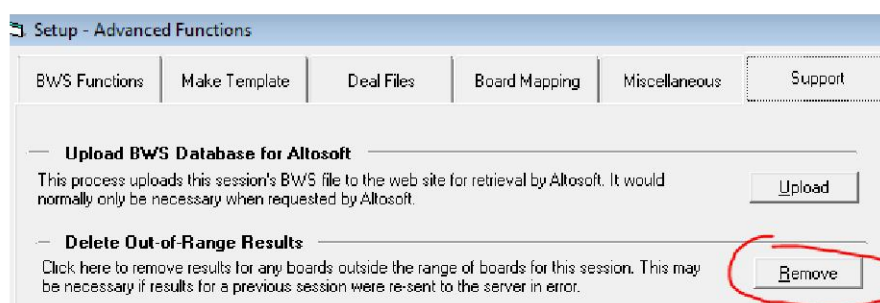 Setup - Advanced Functions
BWS Functions Make Template Deal Files Board Mapping Miscellaneous Support
Upload BWS Database for Altosoft
This process uploads this session's BWS file to the web site for retrieval by Altosoft. It would
normally only be necessary when requested by Altosoft.
Upload
Delete Out-of-Range Results
Click here to remove results for any boards outside the range of boards for this session. This may
be necessary if results for a previous session were re-sent to the server in error.
Remove